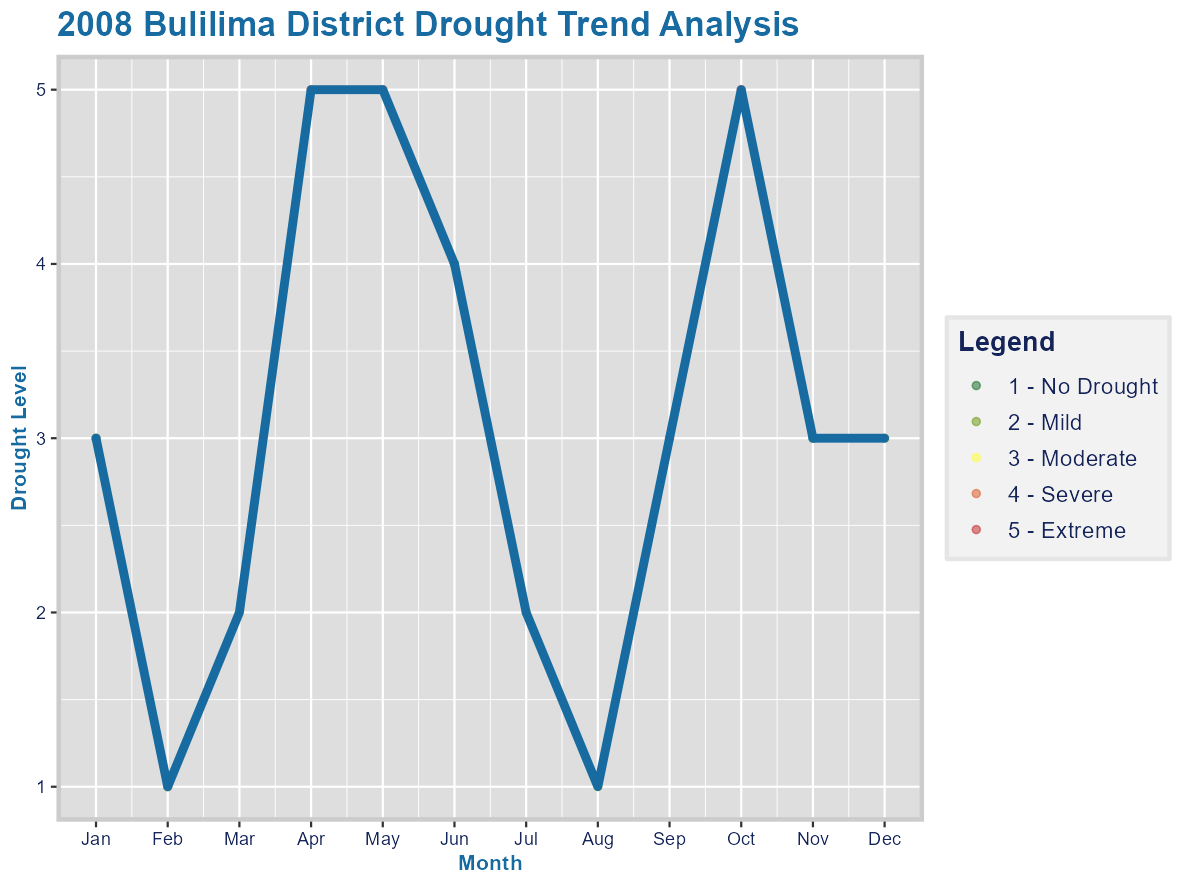 2008 Bulilima District Drought Trend Analysis
5
4
3
2
1
Drought Level
Jan Feb Mar Apr May Jun Jul Aug Sep Oct Nov Dec
Month
Legend
1 - No Drought
2 - Mild
3 - Moderate
4 - Severe
5 - Extreme